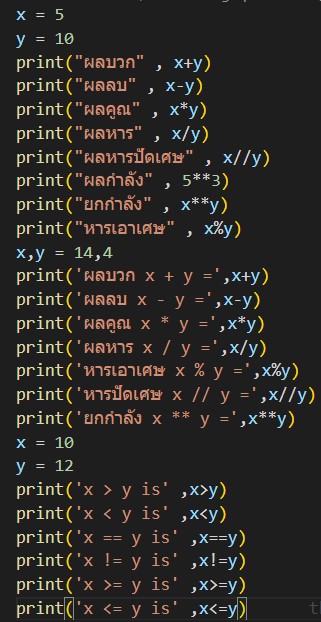 x = 5
y = 10
print("ผลบวก" , x+y)
print("ผลลบ" , x-y)
print("ผลคูณ" , x*y)
print("ผลหาร" , x/y)
print("ผลหารปัดเศษ" , x//y)
print("ผลกำลัง" , 5**3)
print("ยกกำลัง" , x**y)
print("หารเอาเศษ" , x%y)
x,y = 14,4
print('ผลบวก x + y =',x+y)
print('ผลลบ x - y =',x-y)
print('ผลคูณ x * y =',x*y)
print('ผลหาร x / y =',x/y)
print('หารเอาเศษ x % y =',x%y)
print('หารปัดเศษ x // y =',x//y)
print('ยกกำลัง x ** y =',x**y)
x = 10
y = 12
print('x > y is' ,x>y)
print('x < y is' ,x<y)
print('x == y is' ,x==y)
print('x != y is' ,x!=y)
print('x >= y is' ,x>=y)
print('x <= y is' ,x<=y)